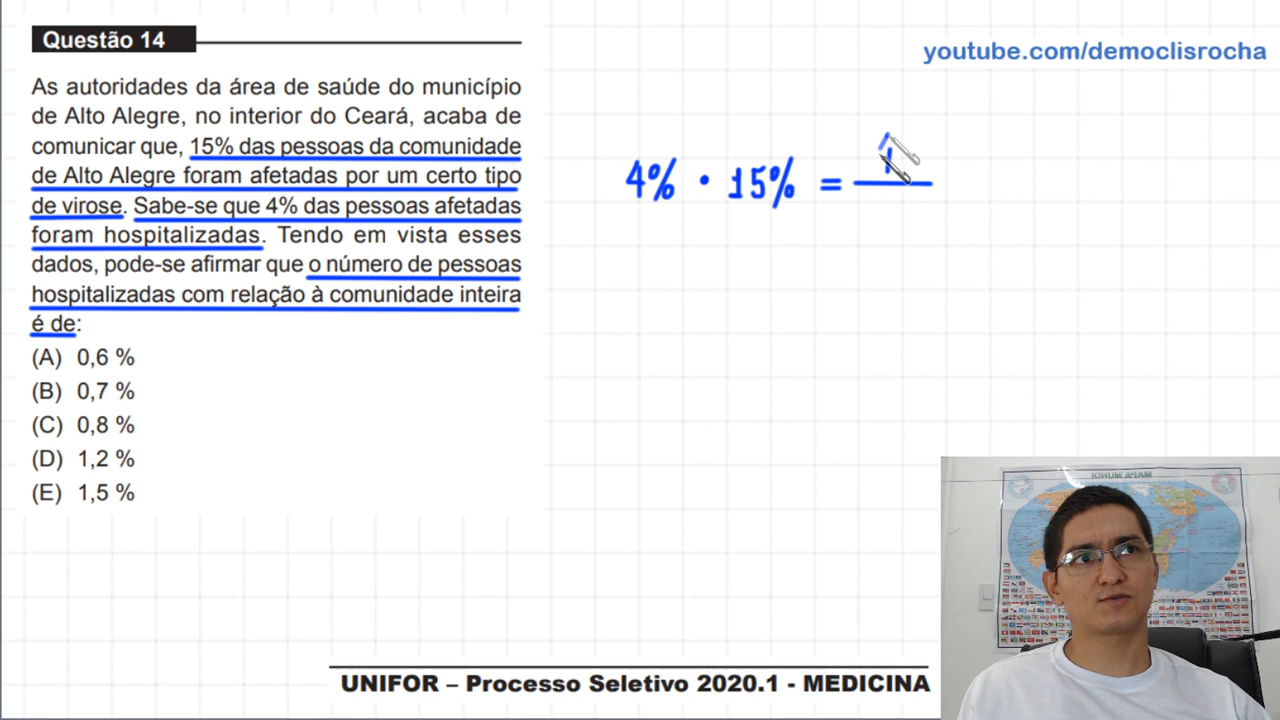 Questão 14
youtube.com/democlisrocha
As autoridades da área de saúde do município
de Alto Alegre, no interior do Ceará, acaba de
comunicar que, 15% das pessoas da comunidade
de Alto Alegre foram afetadas por um certo tipo
de virose. Sabe-se que 4% das pessoas afetadas
foram hospitalizadas. Tendo em vista esses
dados, pode-se afirmar que o número de pessoas
hospitalizadas com relação à comunidade inteira
é de:
(A) 0,6 %
(B) 0,7 %
(C) 0,8 %
(D) 1,2 %
(E) 1,5 %
4% · 15% =
MAPA MUNDI
UNIFOR – Processo Seletivo 2020.1 - MEDICINA